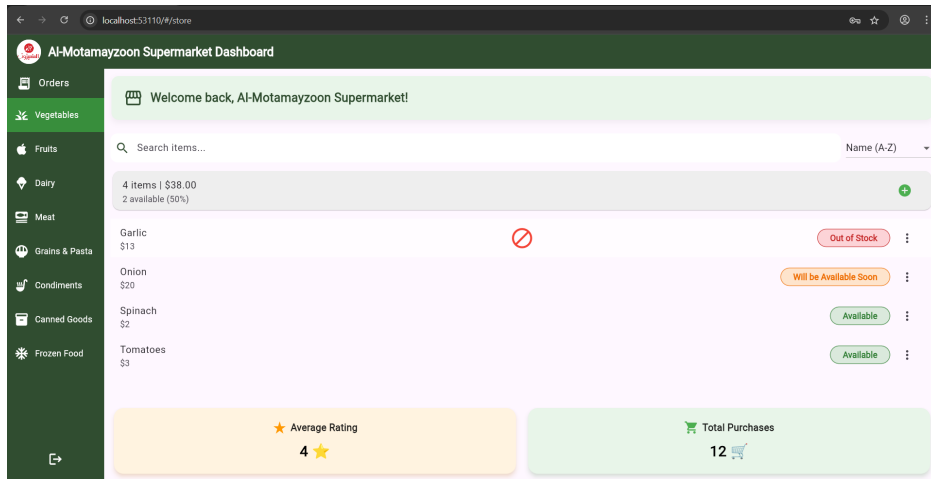 localhost:53110/#/store
Al-Motamayzoon Supermarket Dashboard
Orders
Vegetables
Fruits
Dairy
Meat
Grains & Pasta
Condiments
Canned Goods
Frozen Food
Welcome back, Al-Motamayzoon Supermarket!
Search items...
Name (A-Z)
4 items | $38.00
2 available (50%)
Garlic
$13
Out of Stock
Onion
$20
Will be Available Soon
Spinach
$2
Available
Tomatoes
$3
Available
Average Rating
4
Total Purchases
12